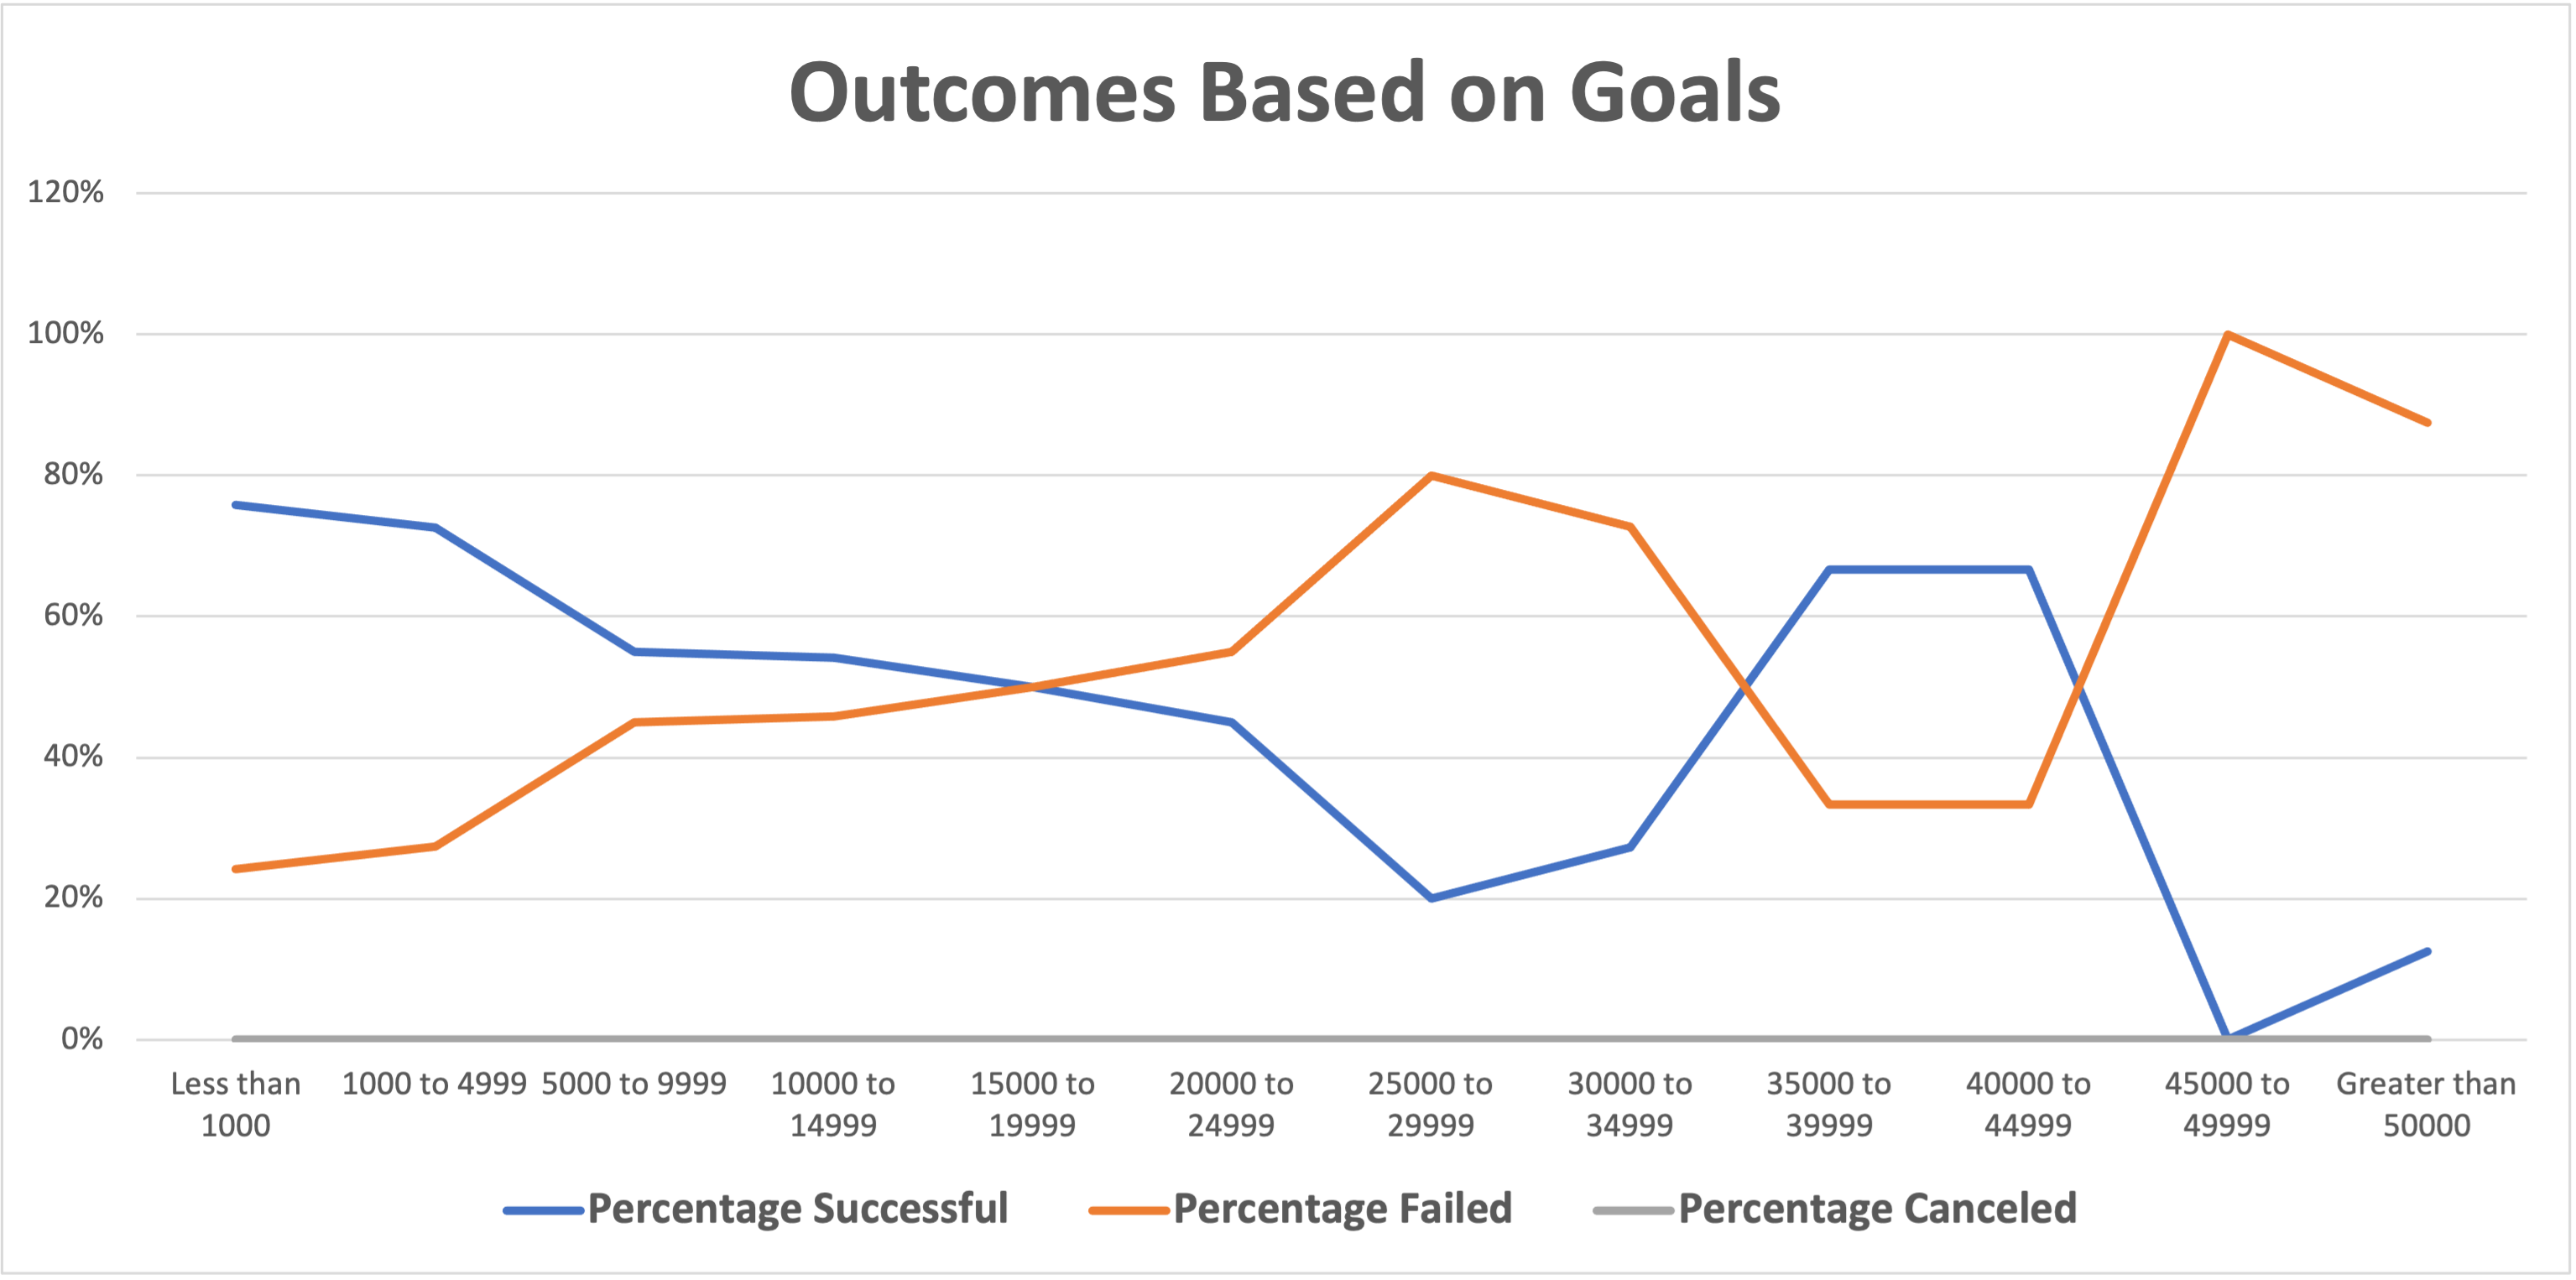 Outcomes Based on Goals
120%
100%
80%
60%
40%
20%
0%
Less than
1000
1000 to 4999
5000 to 9999
10000 to
14999
15000 to
19999
20000 to
24999
25000 to
29999
30000 to
34999
35000 to
39999
40000 to
44999
45000 to
49999
Greater than
50000
Percentage Successful
Percentage Failed
Percentage Canceled